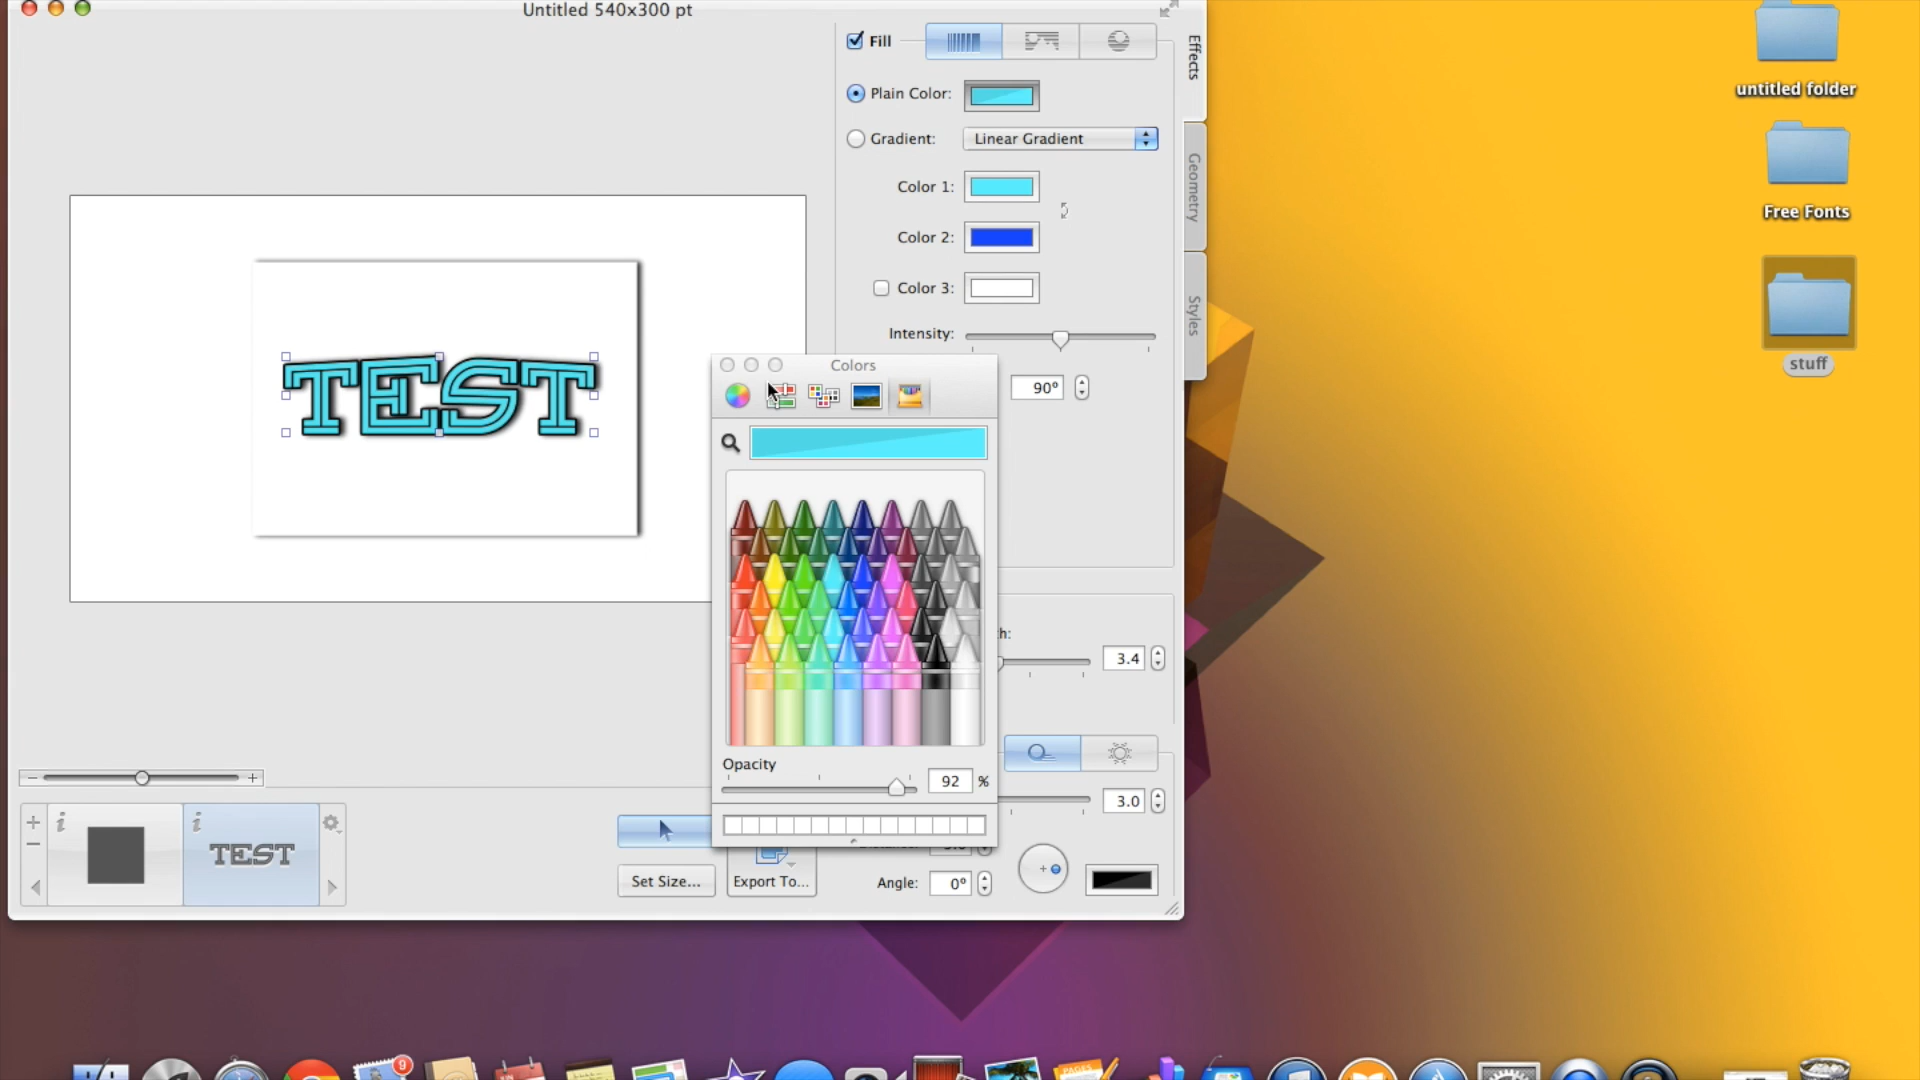 Untitled 540x300 pt
Fill
Plain Color:
Gradient:
Linear Gradient
Color 1:
Color 2:
Color 3:
Intensity:
90°
Effects
Geometry
Styles
TEST
Colors
Opacity
92 %
h:
3.4
3.0
TEST
Set Size...
Export To...
Angle:
0°
untitled folder
Free Fonts
stuff
9
PAGES